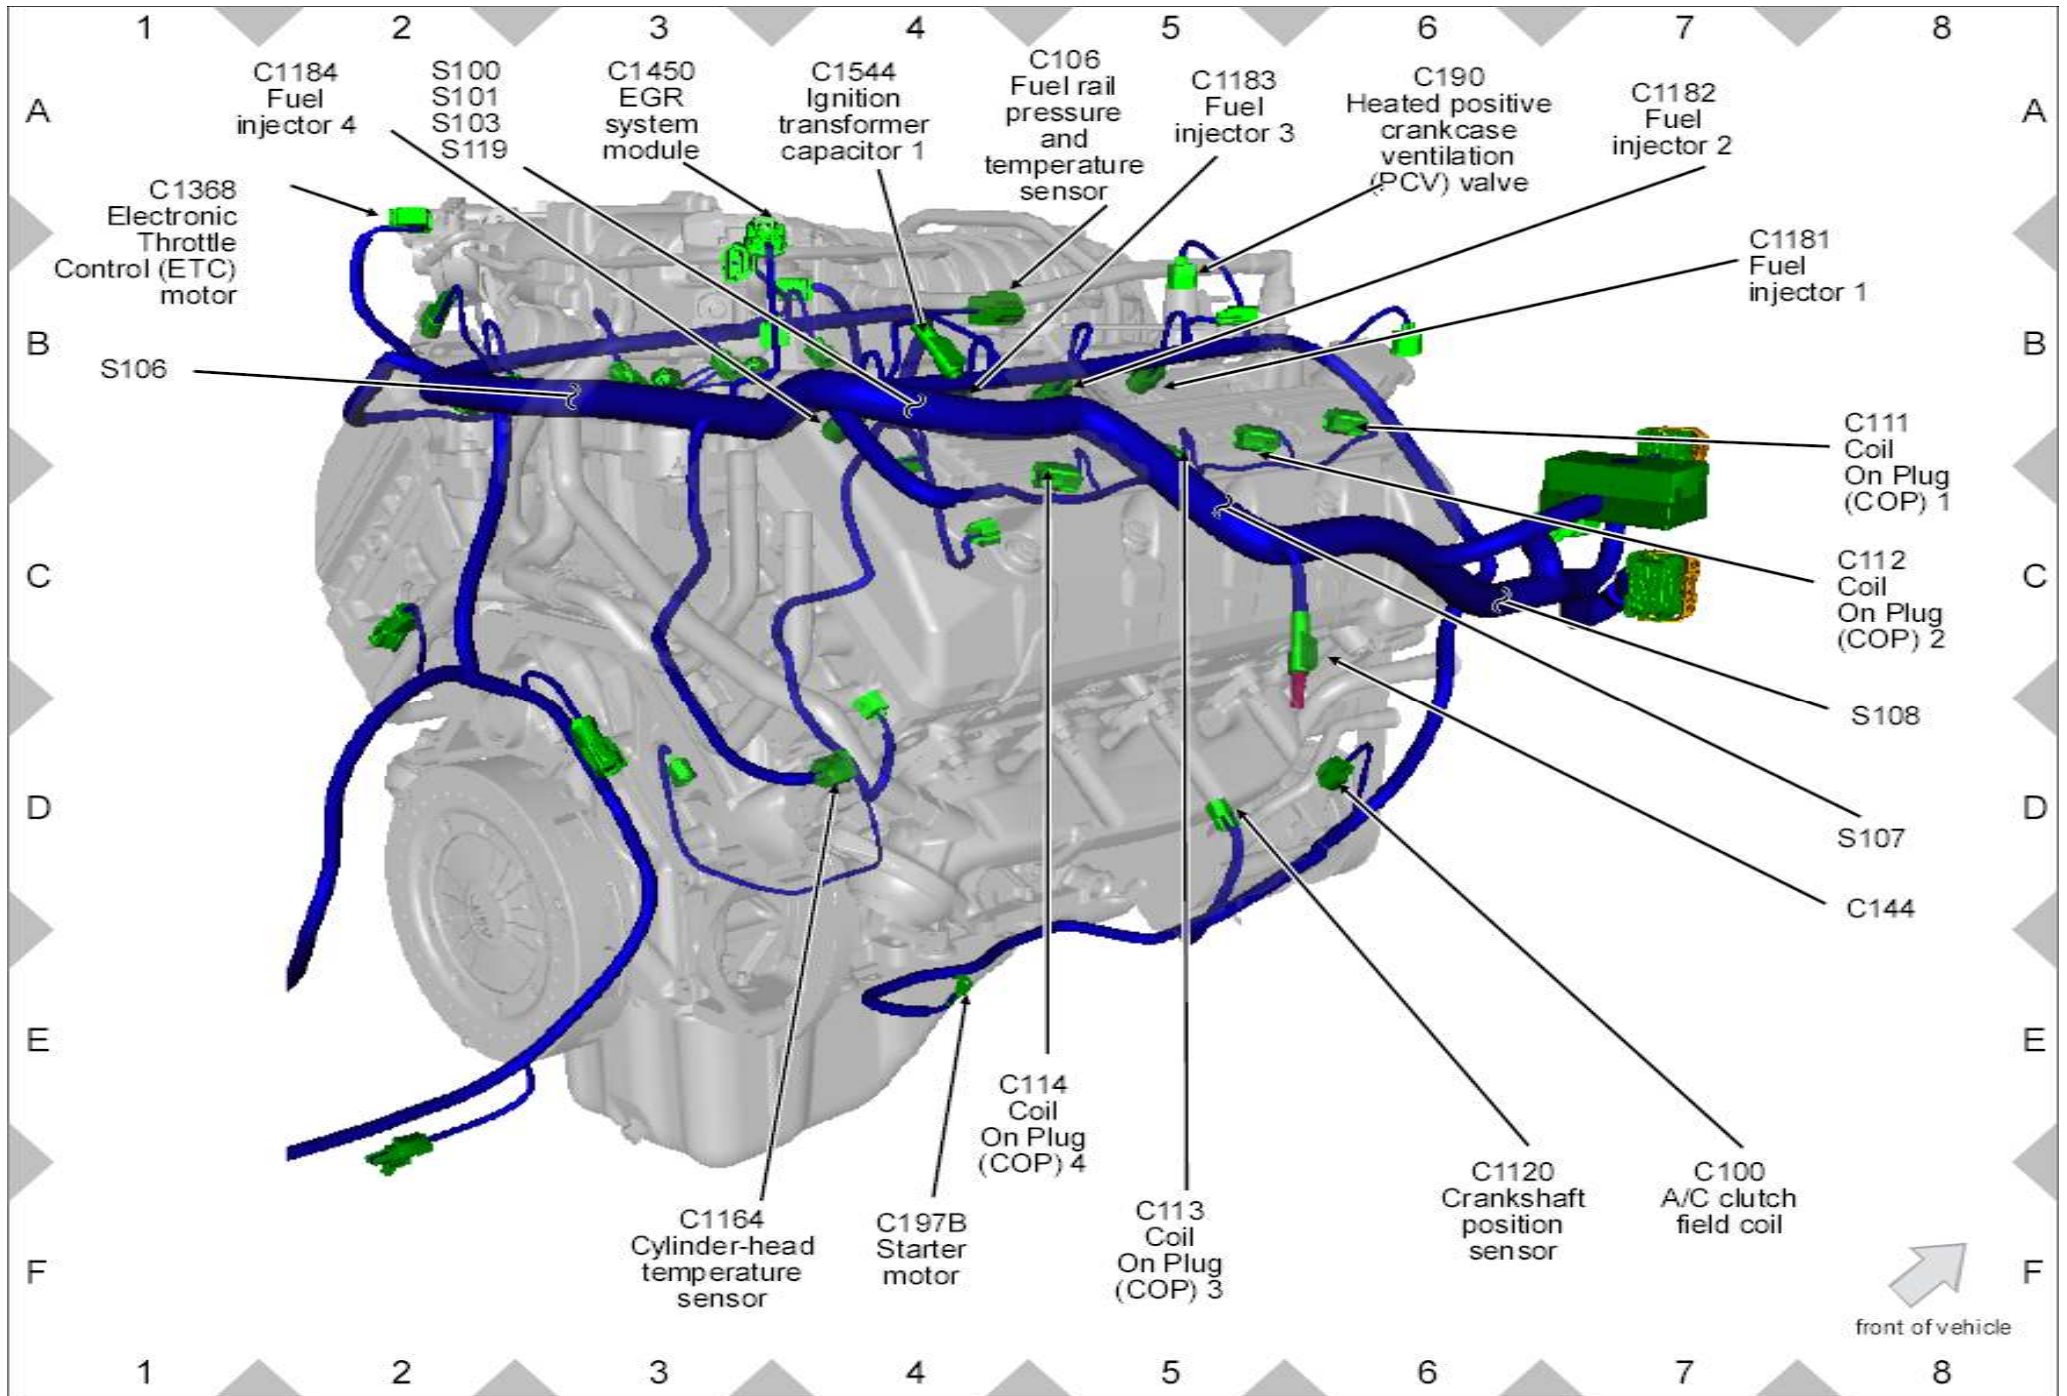 1 2 3 4 5 6 7 8
A
B
C
D
E
F
C1184
Fuel
injector 4
S100
S101
S103
S119
C1450
EGR
system
module
C1544
Ignition
transformer
capacitor 1
C106
Fuel rail
pressure
and
temperature
sensor
C1183
Fuel
injector 3
C190
Heated positive
crankcase
ventilation
(PCV) valve
C1182
Fuel
injector 2
A
B
C
D
E
F
C1368
Electronic
Throttle
Control (ETC)
motor
S106
C1181
Fuel
injector 1
C111
Coil
On Plug
(COP) 1
C112
Coil
On Plug
(COP) 2
S108
S107
C144
C1164
Cylinder-head
temperature
sensor
C197B
Starter
motor
C114
Coil
On Plug
(COP) 4
C113
Coil
On Plug
(COP) 3
C1120
Crankshaft
position
sensor
C100
A/C clutch
field coil
front of vehicle
1 2 3 4 5 6 7 8